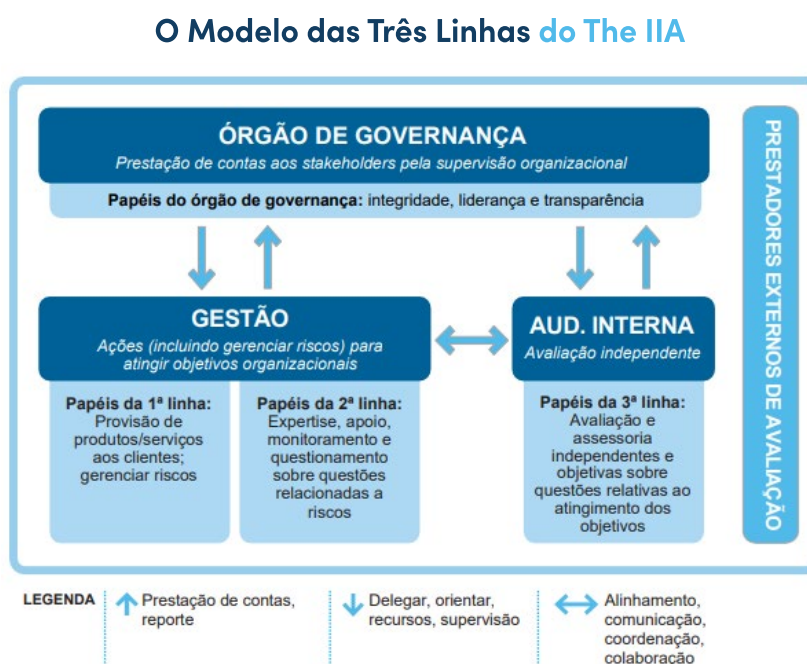 O Modelo das Três Linhas do The IIA
ÓRGÃO DE GOVERNANÇA
Prestação de contas aos stakeholders pela supervisão organizacional
Papéis do órgão de governança: integridade, liderança e transparência
GESTÃO
Ações (incluindo gerenciar riscos) para
atingir objetivos organizacionais
Papéis da 1ª linha:
Provisão de
produtos/serviços
aos clientes;
gerenciar riscos
Papéis da 2ª linha:
Expertise, apoio,
monitoramento e
questionamento
sobre questões
relacionadas a
riscos
AUD. INTERNA
Avaliação independente
Papéis da 3ª linha:
Avaliação e
assessoria
independentes e
objetivas sobre
questões relativas ao
atingimento dos
objetivos
PRESTADORES EXTERNOS DE AVALIAÇÃO
LEGENDA
Prestação de contas,
reporte
Delegar, orientar,
recursos, supervisão
Alinhamento,
comunicação,
coordenação,
colaboração